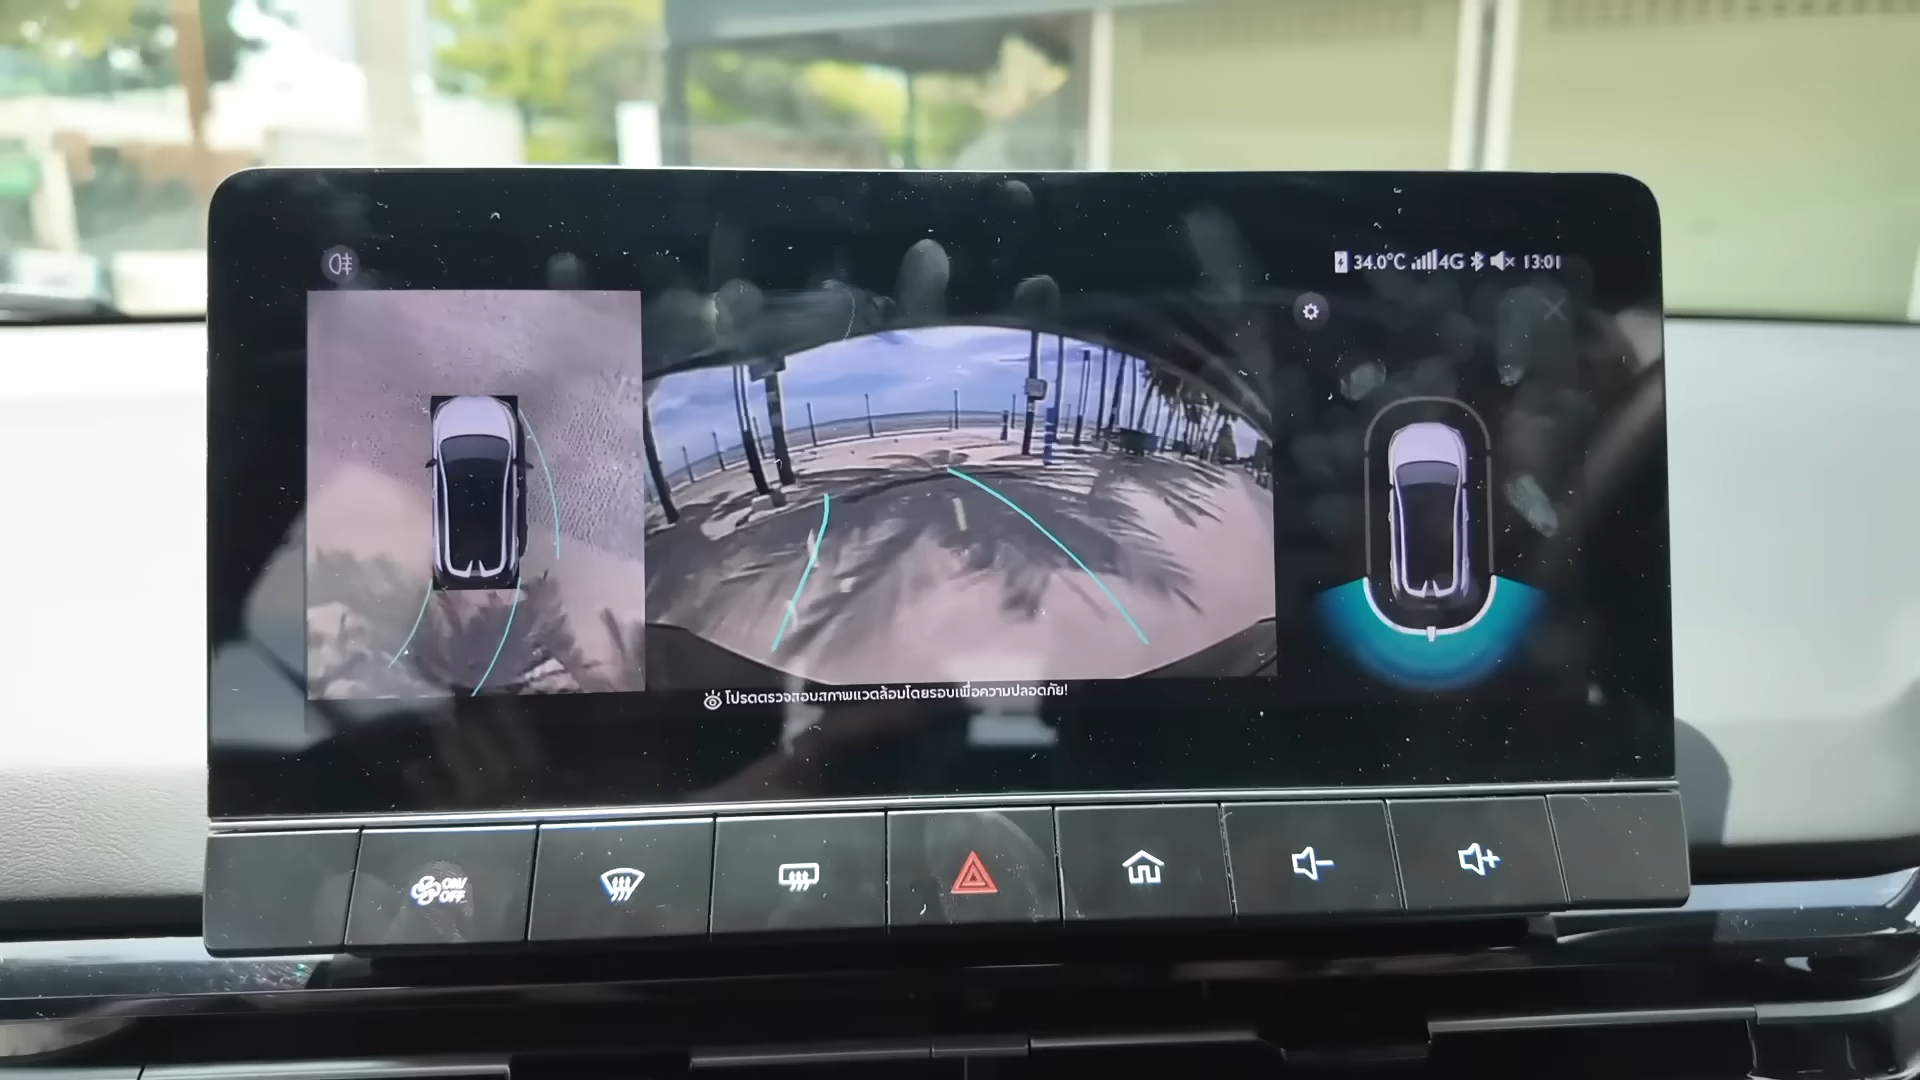 34.0°C 4G 13:01
โปรดตรวจสอบสภาพแวดล้อมโดยรอบเพื่อความปลอดภัย!
ON/
OFF